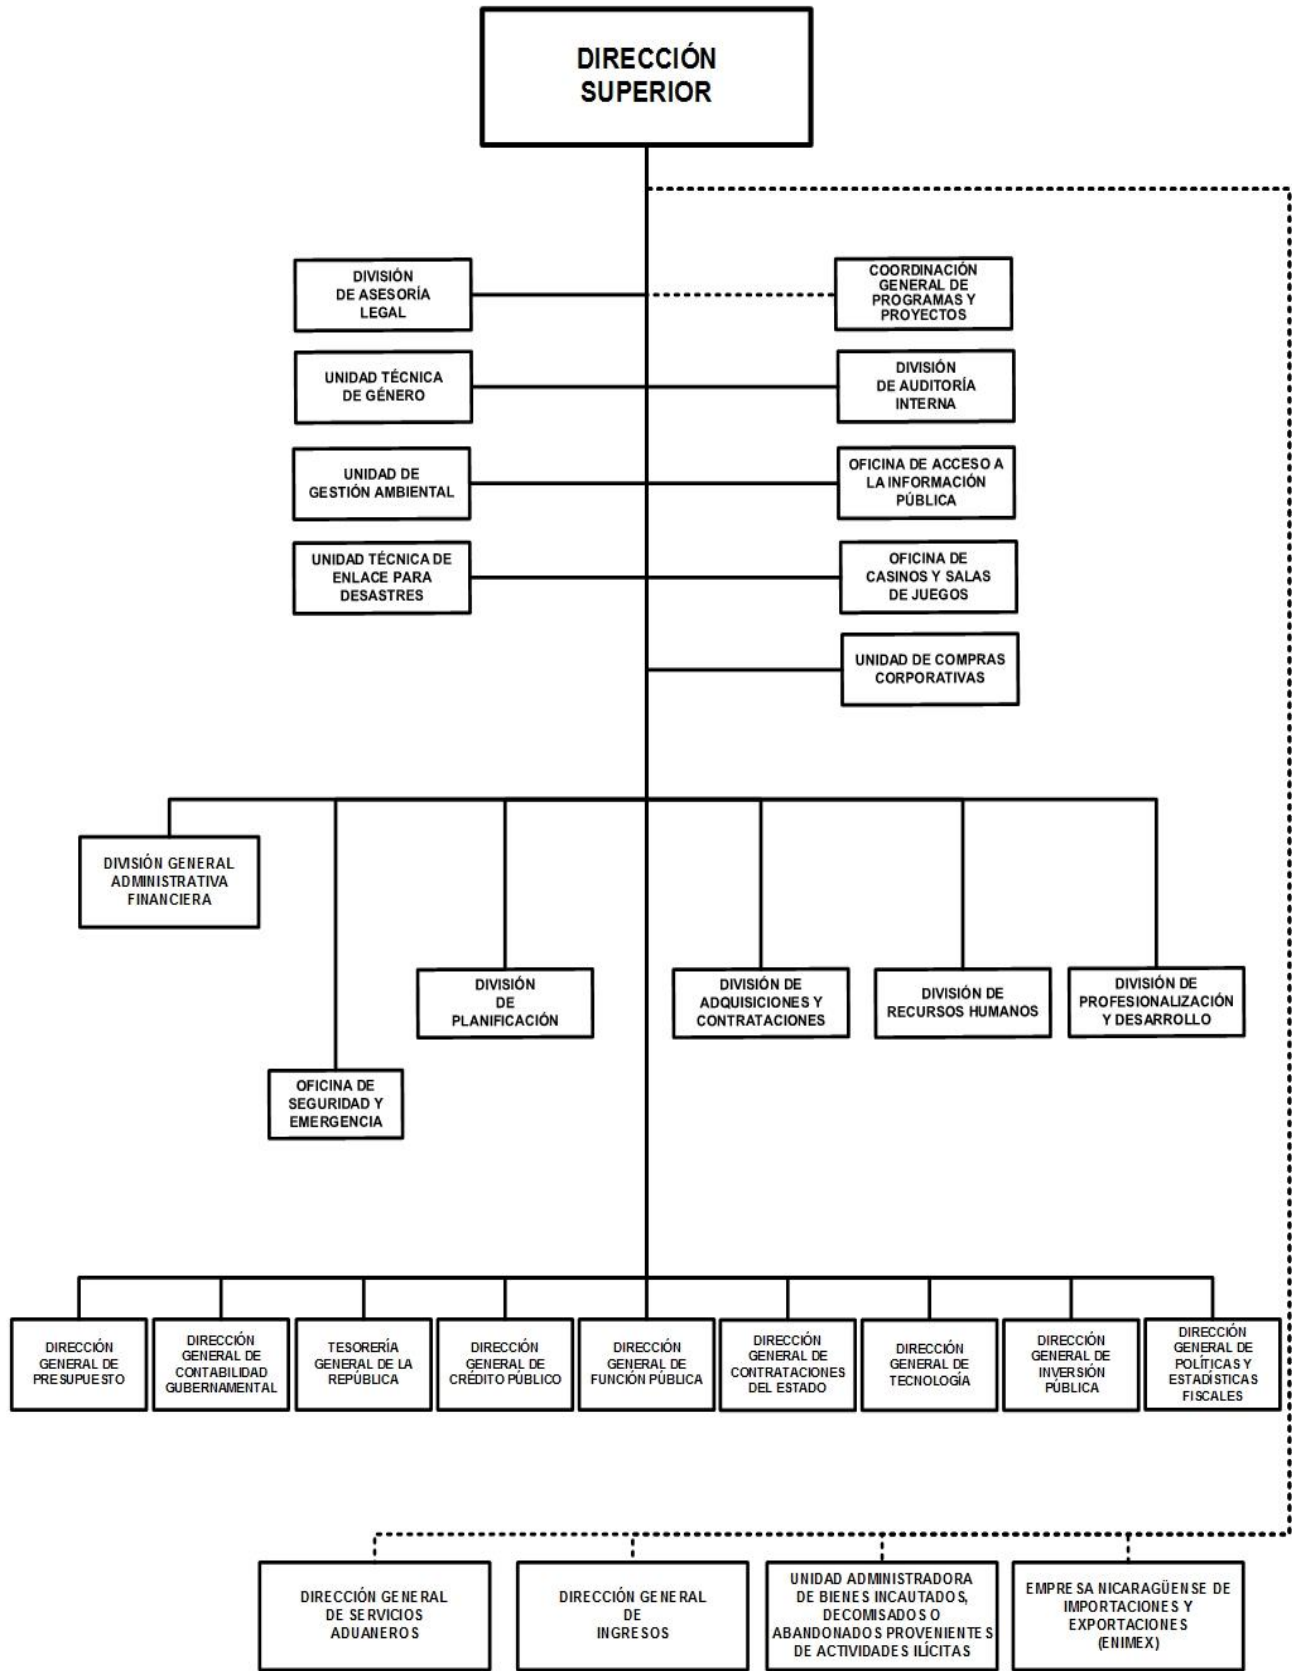 DIRECCIÓN
SUPERIOR
DIVISIÓN
DE ASESORÍA
LEGAL
COORDINACIÓN
GENERAL DE
PROGRAMAS Y
PROYECTOS
UNIDAD TÉCNICA
DE GÉNERO
DIVISIÓN
DE AUDITORÍA
INTERNA
UNIDAD DE
GESTIÓN AMBIENTAL
OFICINA DE ACCESO A
LA INFORMACIÓN
PÚBLICA
UNIDAD TÉCNICA DE
ENLACE PARA
DESASTRES
OFICINA DE
CASINOS Y SALAS
DE JUEGOS
UNIDAD DE COMPRAS
CORPORATIVAS
DIVISIÓN GENERAL
ADMINISTRATIVA
FINANCIERA
DIVISIÓN
DE
PLANIFICACIÓN
DIVISIÓN DE
ADQUISICIONES Y
CONTRATACIONES
DIVISIÓN DE
RECURSOS HUMANOS
DIVISIÓN DE
PROFESIONALIZACIÓN
Y DESARROLLO
OFICINA DE
SEGURIDAD Y
EMERGENCIA
DIRECCIÓN
GENERAL DE
PRESUPUESTO
DIRECCIÓN
GENERAL DE
CONTABILIDAD
GUBERNAMENTAL
TESORERÍA
GENERAL DE LA
REPÚBLICA
DIRECCIÓN
GENERAL DE
CRÉDITO PÚBLICO
DIRECCIÓN
GENERAL DE
FUNCIÓN PÚBLICA
DIRECCIÓN
GENERAL DE
CONTRATACIONES
DEL ESTADO
DIRECCIÓN
GENERAL DE
TECNOLOGÍA
DIRECCIÓN
GENERAL DE
INVERSIÓN
PÚBLICA
DIRECCIÓN
GENERAL DE
POLÍTICAS Y
ESTADÍSTICAS
FISCALES
DIRECCIÓN GENERAL
DE SERVICIOS
ADUANEROS
DIRECCIÓN GENERAL
DE
INGRESOS
UNIDAD ADMINISTRADORA
DE BIENES INCAUTADOS,
DECOMISADOS O
ABANDONADOS PROVENIENTES
DE ACTIVIDADES ILÍCITAS
EMPRESA NICARAGÜENSE DE
IMPORTACIONES Y
EXPORTACIONES
(ENIMEX)